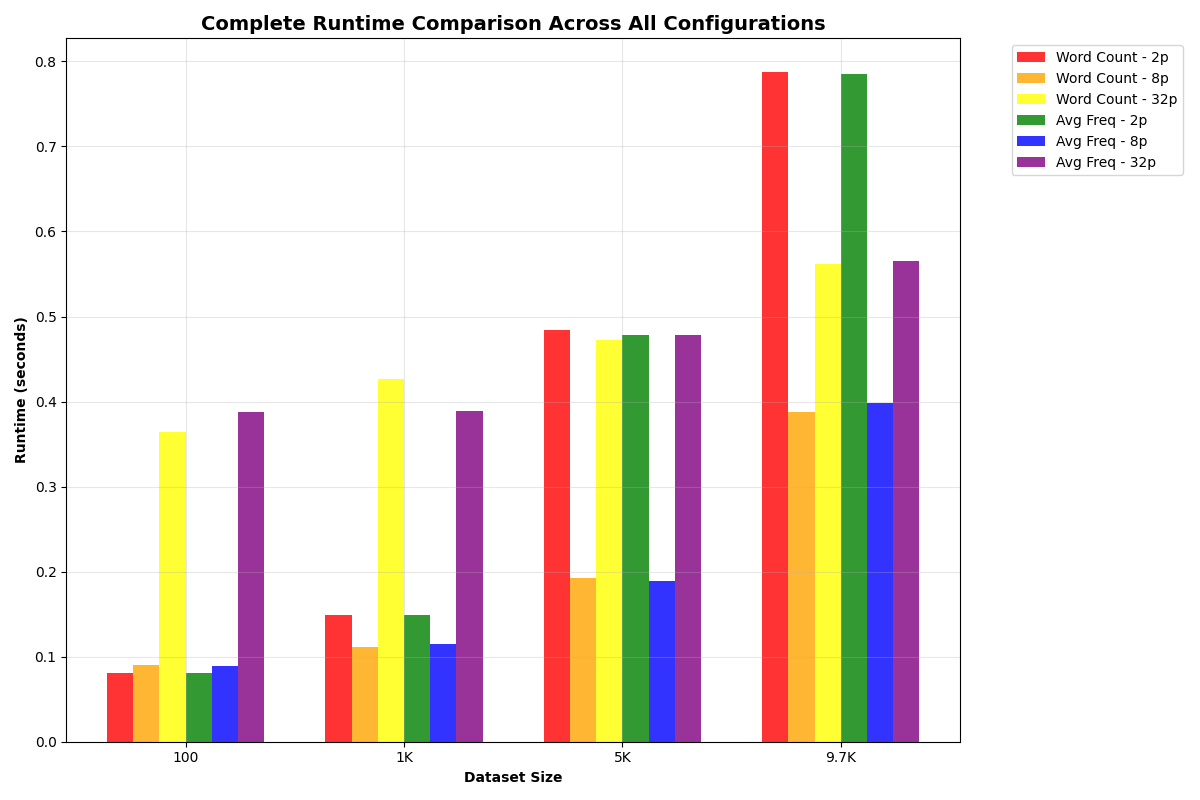 Complete Runtime Comparison Across All Configurations
Word Count - 2p
Word Count - 8p
Word Count - 32p
Avg Freq - 2p
Avg Freq - 8p
Avg Freq - 32p
Runtime (seconds)
0.8
0.7
0.6
0.5
0.4
0.3
0.2
0.1
0.0
100
1K
5K
9.7K
Dataset Size